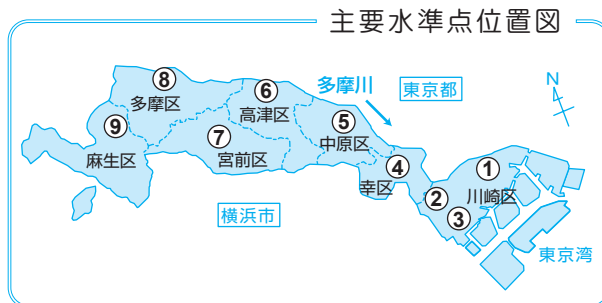 主要水準点位置図
⑧
多摩区
⑥
高津区
多摩川
東京都
N
⑨
麻生区
⑦
宮前区
⑤
中原区
④
幸区
①
川崎区
②
③
横浜市
東京湾